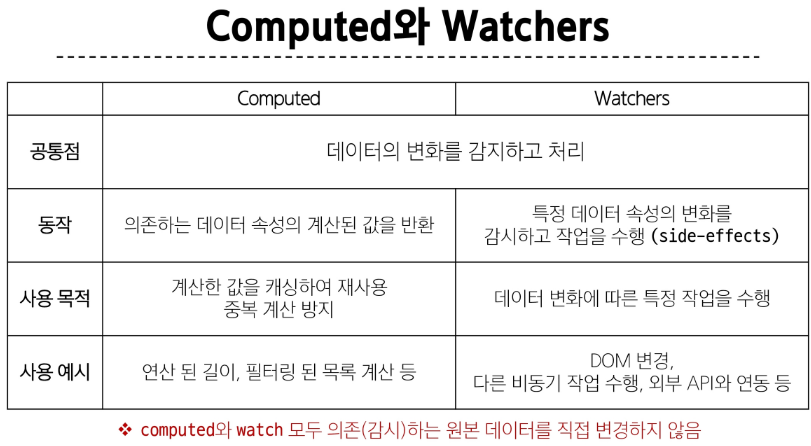 Computed와 Watchers
Computed Watchers
공통점 데이터의 변화를 감지하고 처리
동작 의존하는 데이터 속성의 계산된 값을 반환 특정 데이터 속성의 변화를
감시하고 작업을 수행 (side-effects)
사용 목적 계산한 값을 캐싱하여 재사용
중복 계산 방지 데이터 변화에 따른 특정 작업을 수행
사용 예시 연산 된 길이, 필터링 된 목록 계산 등 DOM 변경,
다른 비동기 작업 수행, 외부 API와 연동 등
❖ computed와 watch 모두 의존(감시)하는 원본 데이터를 직접 변경하지 않음